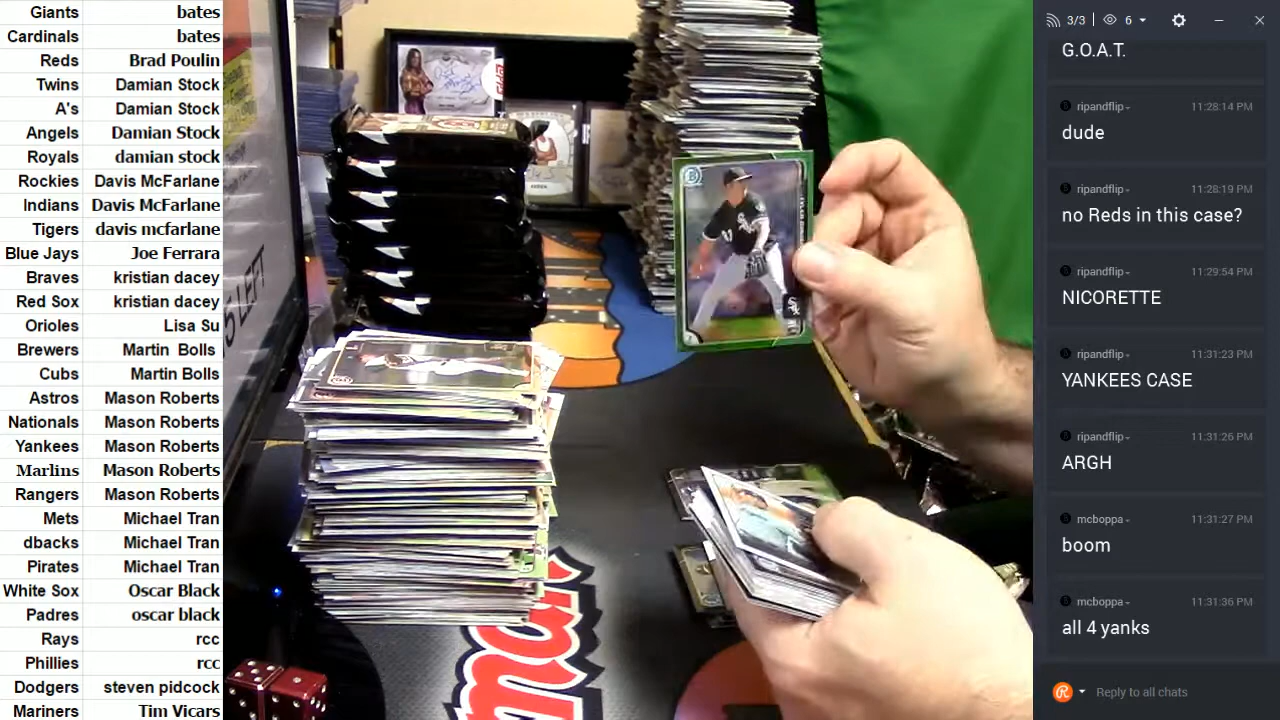 Giants bates
Cardinals bates
Reds Brad Poulin
Twins Damian Stock
A's Damian Stock
Angels Damian Stock
Royals damian stock
Rockies Davis McFarlane
Indians Davis McFarlane
Tigers davis mcfarlane
Blue Jays Joe Ferrara
Braves kristian dacey
Red Sox kristian dacey
Orioles Lisa Su
Brewers Martin Bolls
Cubs Martin Bolls
Astros Mason Roberts
Nationals Mason Roberts
Yankees Mason Roberts
Marlins Mason Roberts
Rangers Mason Roberts
Mets Michael Tran
dbacks Michael Tran
Pirates Michael Tran
White Sox Oscar Black
Padres oscar black
Rays rcc
Phillies rcc
Dodgers steven pidcock
Mariners Tim Vicars
LEFT
SOX
3/3 6
G.O.A.T.
ripandflip 11:28:14 PM
dude
ripandflip 11:28:19 PM
no Reds in this case?
ripandflip 11:29:54 PM
NICORETTE
ripandflip 11:31:23 PM
YANKEES CASE
ripandflip 11:31:26 PM
ARGH
mcboppa 11:31:27 PM
boom
mcboppa 11:31:36 PM
all 4 yanks
Reply to all chats